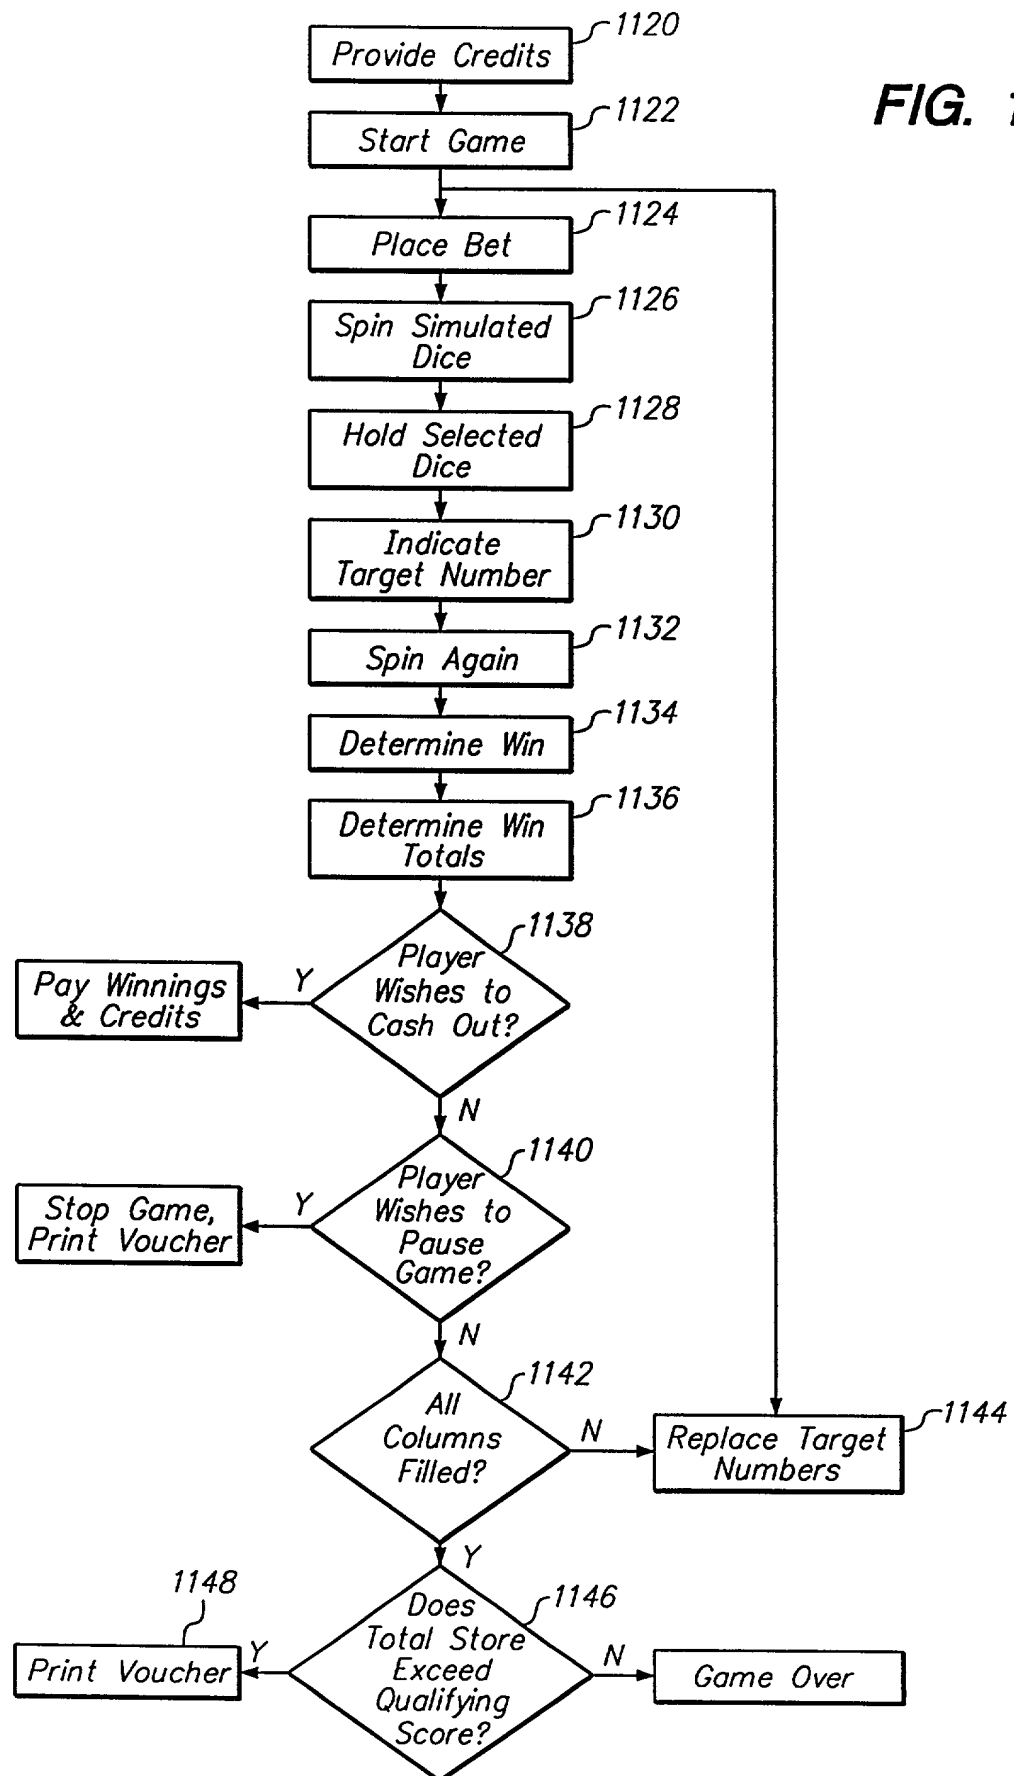 1120
Provide Credits
FIG. 1
1122
Start Game
1124
Place Bet
1126
Spin Simulated
Dice
1128
Hold Selected
Dice
1130
Indicate
Target Number
1132
Spin Again
1134
Determine Win
1136
Determine Win
Totals
1138
Player
Wishes to
Cash Out?
Y
Pay Winnings
& Credits
N
1140
Player
Wishes to
Pause
Game?
Y
Stop Game,
Print Voucher
N
1142
All
Columns
Filled?
N
1144
Replace Target
Numbers
Y
1146
Does
Total Store
Exceed
Qualifying
Score?
1148
Y
Print Voucher
N
Game Over